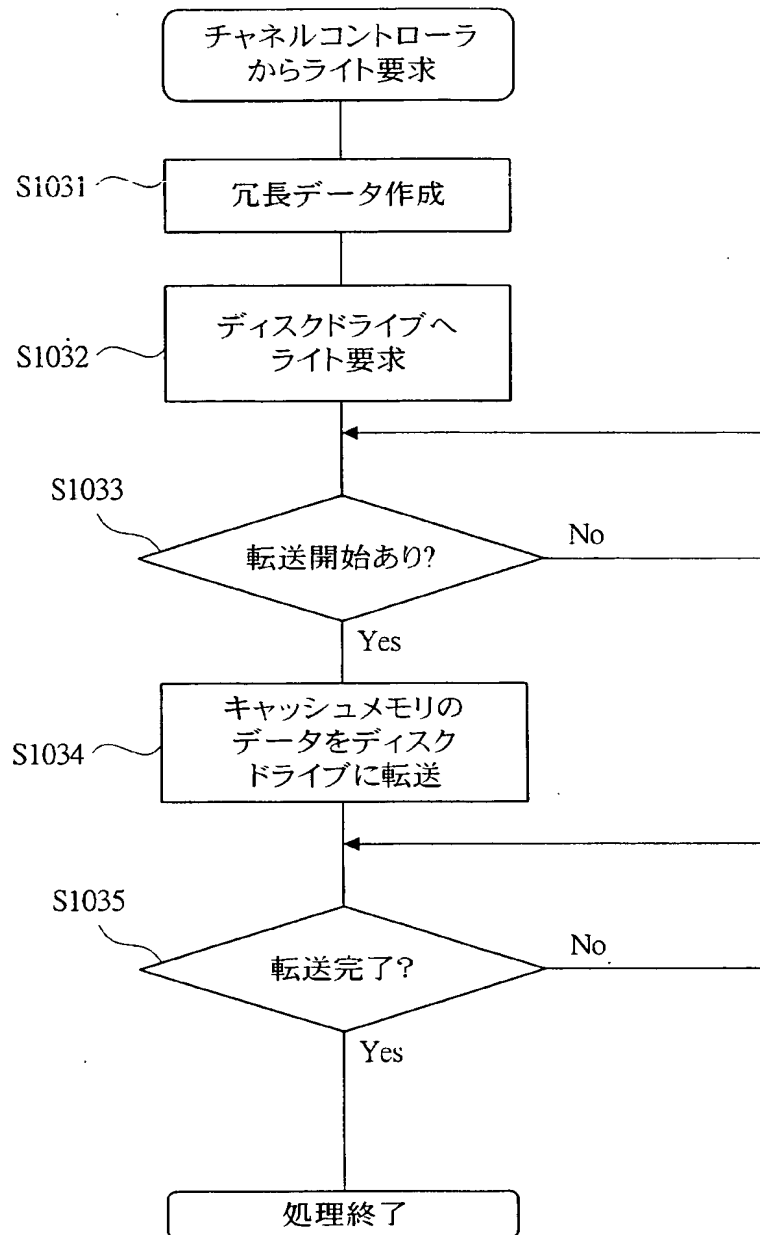 チャネルコントローラ
からライト要求
S1031
冗長データ作成
S1032
ディスクドライブへ
ライト要求
S1033
転送開始あり?
No
Yes
S1034
キャッシュメモリの
データをディスク
ドライブに転送
S1035
転送完了?
No
Yes
処理終了